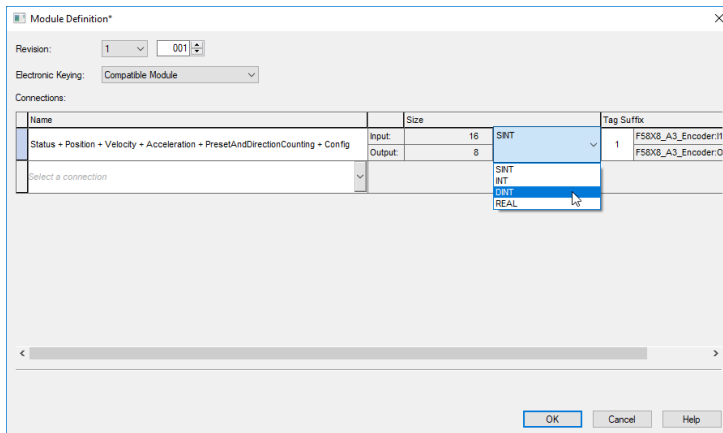 Module Definition*
Revision: 1 001
Electronic Keying: Compatible Module
Connections:
Name Size Tag Suffix
Status + Position + Velocity + Acceleration + PresetAndDirectionCounting + Config Input: 16 SINT 1 F58X8_A3_Encoder:I1
Output: 8 F58X8_A3_Encoder:O
Select a connection
SINT
INT
DINT
REAL
OK Cancel Help